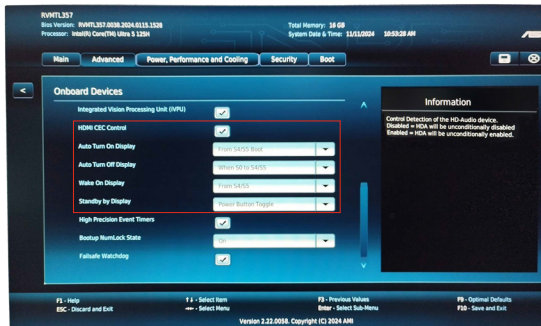 RVMTL357
Bios Version: RVMTL357.0038.2024.0115.1528
Processor: Intel(R) Core(TM) Ultra 5 125H
Total Memory: 16 GB
System Date & Time: 11/11/2024 10:53:28 AM
Main Advanced Power, Performance and Cooling Security Boot
<
Onboard Devices
Integrated Vision Processing Unit (IVPU)
HDMI CEC Control
Auto Turn On Display From S4/S5 Boot
Auto Turn Off Display When S0 to S4/S5
Wake On Display From S4/S5
Standby by Display Power Button Toggle
High Precision Event Timers
Bootup NumLock State On
Failsafe Watchdog
Information
Control Detection of the HD-Audio device.
Disabled = HDA will be unconditionally disabled
Enabled = HDA will be unconditionally enabled.
F1 - Help
ESC - Discard and Exit
↑↓ - Select Item
→← - Select Menu
F3 - Previous Values
Enter - Select Sub-Menu
F9 - Optimal Defaults
F10 - Save and Exit
Version 2.22.0058. Copyright (C) 2024 AMI